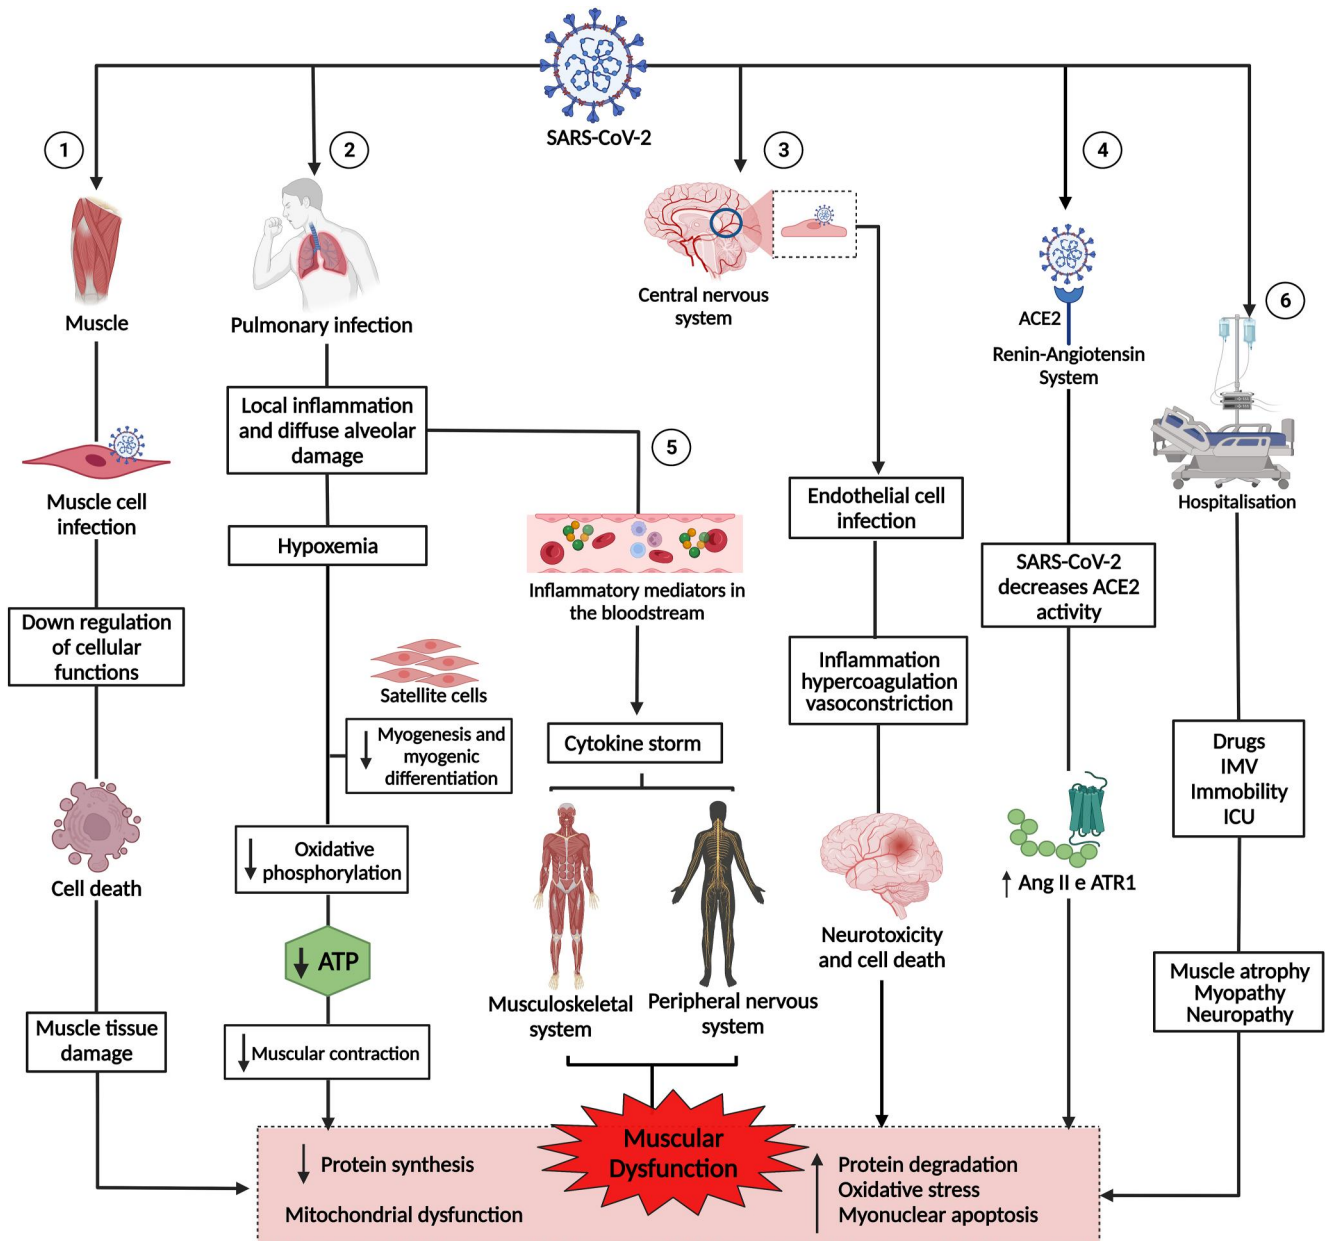 SARS-CoV-2
1
Muscle
Muscle cell
infection
Down regulation
of cellular
functions
Cell death
Muscle tissue
damage
2
Pulmonary infection
Local inflammation
and diffuse alveolar
damage
Hypoxemia
Satellite cells
↓ Myogenesis and
myogenic
differentiation
↓ Oxidative
phosphorylation
↓ ATP
↓ Muscular contraction
5
Inflammatory mediators in
the bloodstream
Cytokine storm
Musculoskeletal
system
Peripheral nervous
system
3
Central nervous
system
Endothelial cell
infection
Inflammation
hypercoagulation
vasoconstriction
Neurotoxicity
and cell death
4
ACE2
Renin-Angiotensin
System
SARS-CoV-2
decreases ACE2
activity
↑ Ang II e ATR1
6
Hospitalisation
Drugs
IMV
Immobility
ICU
Muscle atrophy
Myopathy
Neuropathy
Muscular
Dysfunction
↓ Protein synthesis
Mitochondrial dysfunction
↑ Protein degradation
Oxidative stress
Myonuclear apoptosis